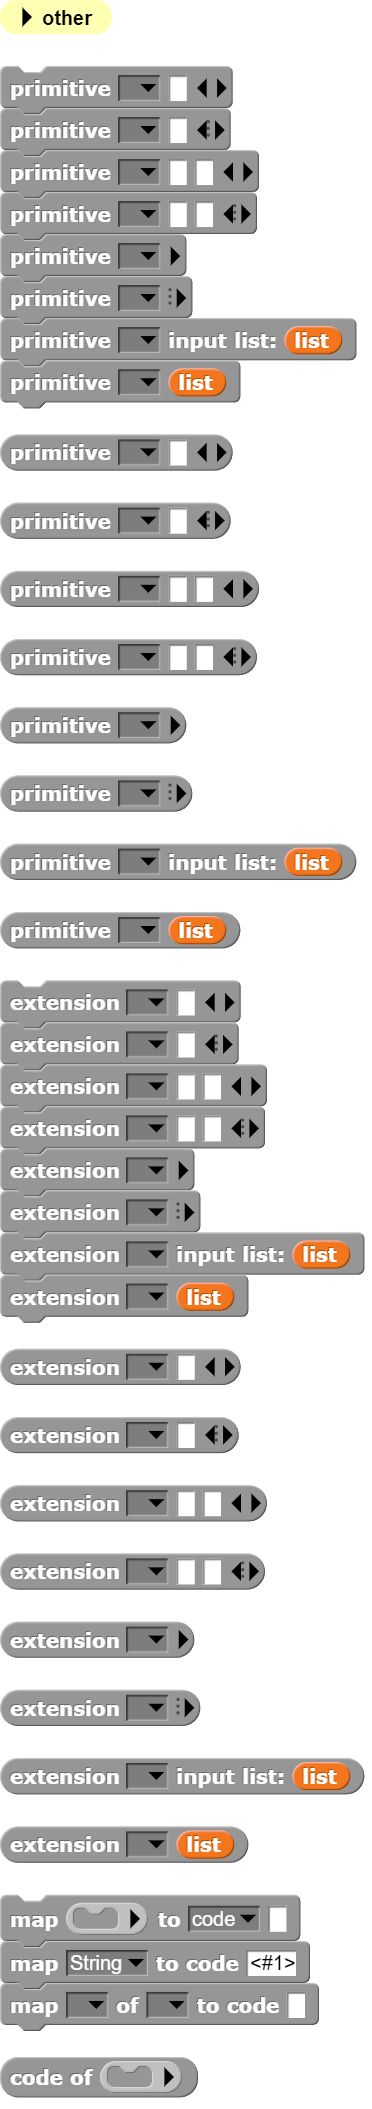 other
primitive
primitive
primitive
primitive
primitive
primitive
primitive input list: list
primitive list
primitive
primitive
primitive
primitive
primitive
primitive
primitive input list: list
primitive list
extension
extension
extension
extension
extension
extension
extension input list: list
extension list
extension
extension
extension
extension
extension
extension
extension input list: list
extension list
map to code
map String to code <#1>
map of to code
code of